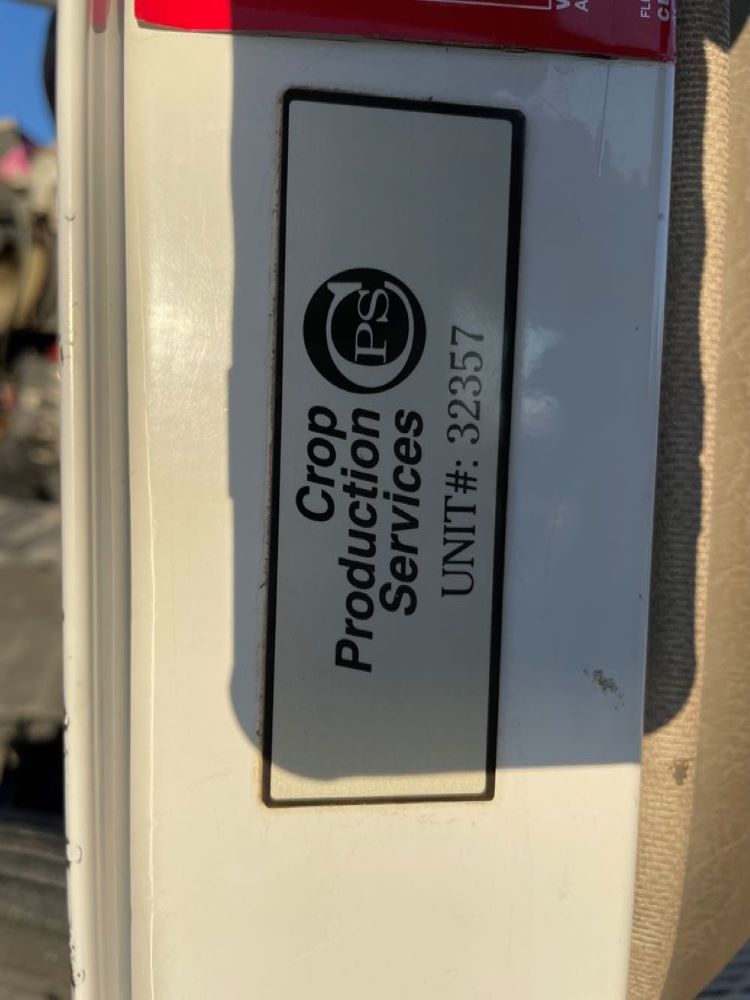 CPS
Crop
Production
Services
UNIT#: 32357